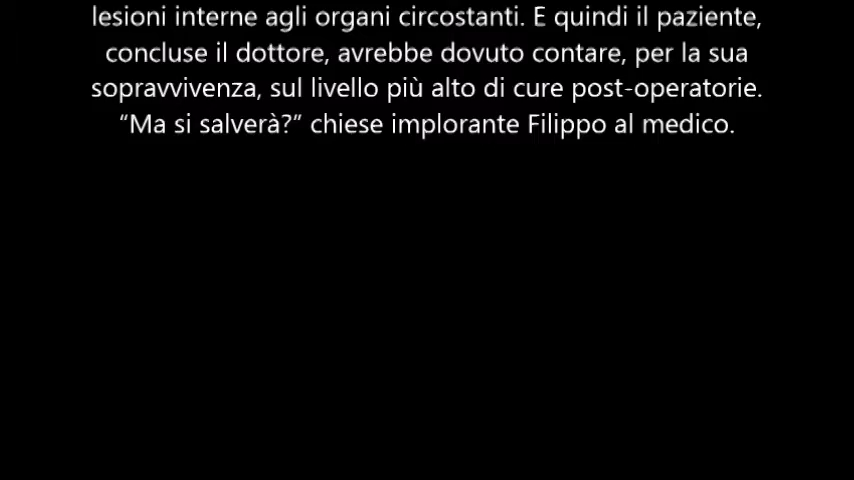 lesioni interne agli organi circostanti. E quindi il paziente,
concluse il dottore, avrebbe dovuto contare, per la sua
sopravvivenza, sul livello più alto di cure post-operatorie.
“Ma si salverà?” chiese implorante Filippo al medico.